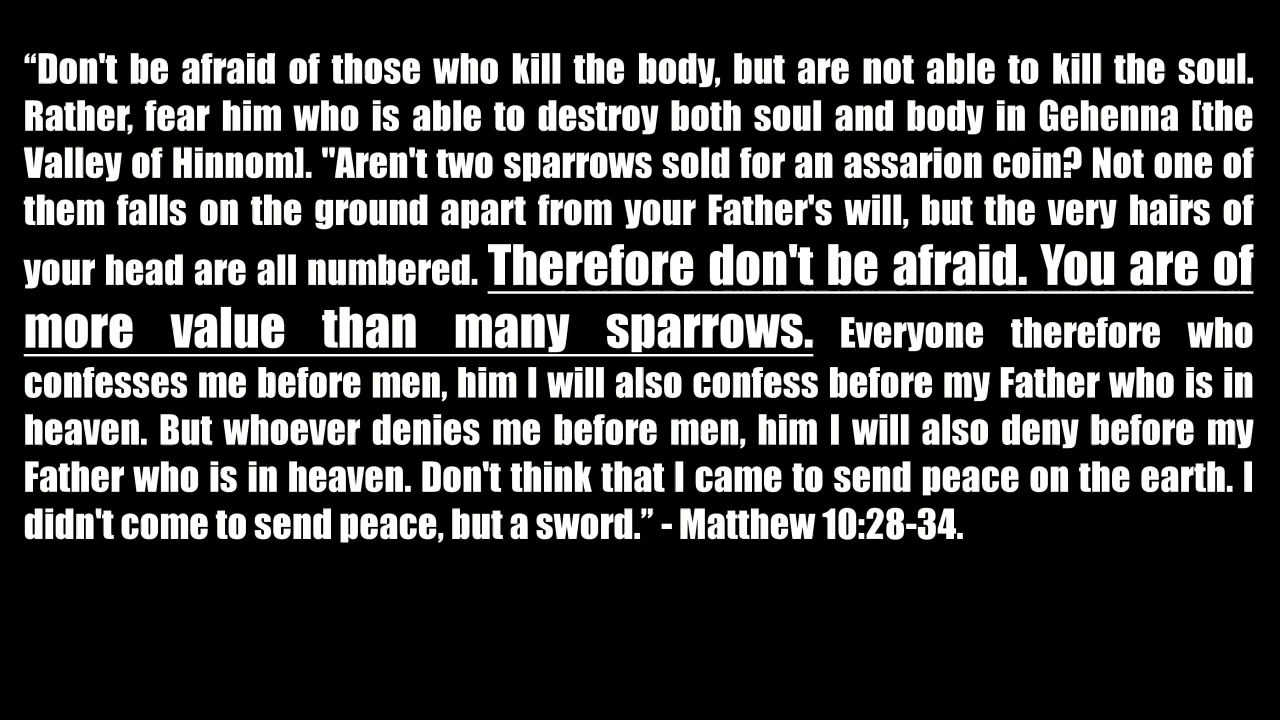 “Don't be afraid of those who kill the body, but are not able to kill the soul.
Rather, fear him who is able to destroy both soul and body in Gehenna [the
Valley of Hinnom]. "Aren't two sparrows sold for an assarion coin? Not one of
them falls on the ground apart from your Father's will, but the very hairs of
your head are all numbered. Therefore don't be afraid. You are of
more value than many sparrows. Everyone therefore who
confesses me before men, him I will also confess before my Father who is in
heaven. But whoever denies me before men, him I will also deny before my
Father who is in heaven. Don't think that I came to send peace on the earth. I
didn't come to send peace, but a sword.” - Matthew 10:28-34.